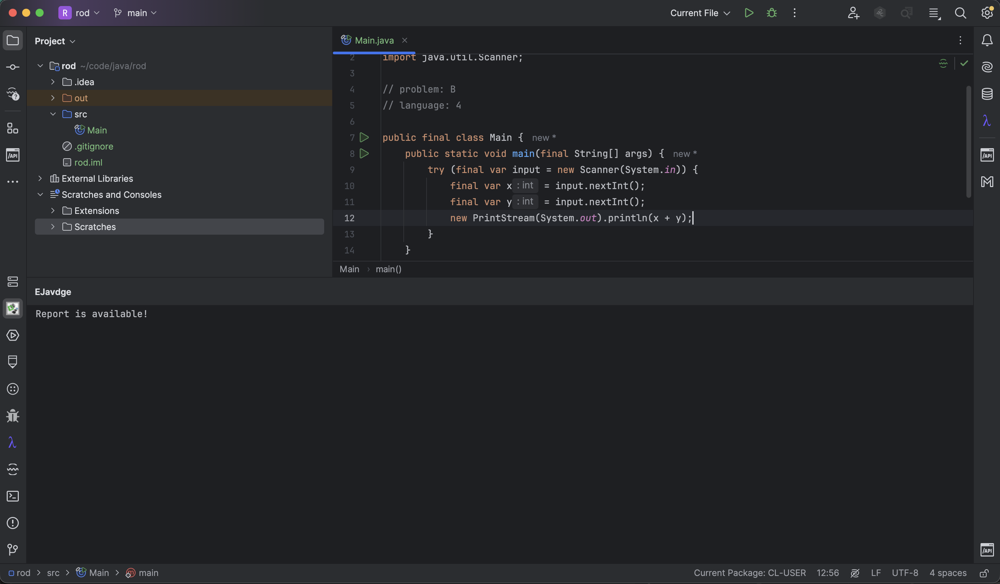 R rod main Current File
Project
Main.java
rod ~/code/java/rod
.idea
out
src
Main
.gitignore
rod.iml
External Libraries
Scratches and Consoles
Extensions
Scratches
2 import java.util.Scanner;
3
4 // problem: B
5 // language: 4
6
7 public final class Main { new *
8 public static void main(final String[] args) { new *
9 try (final var input = new Scanner(System.in)) {
10 final var x : int = input.nextInt();
11 final var y : int = input.nextInt();
12 new PrintStream(System.out).println(x + y);
13 }
14 }
Main › main()
EJavdge
Report is available!
/API
/API
/API
rod > src > Main > main
Current Package: CL-USER 12:56 LF UTF-8 4 spaces